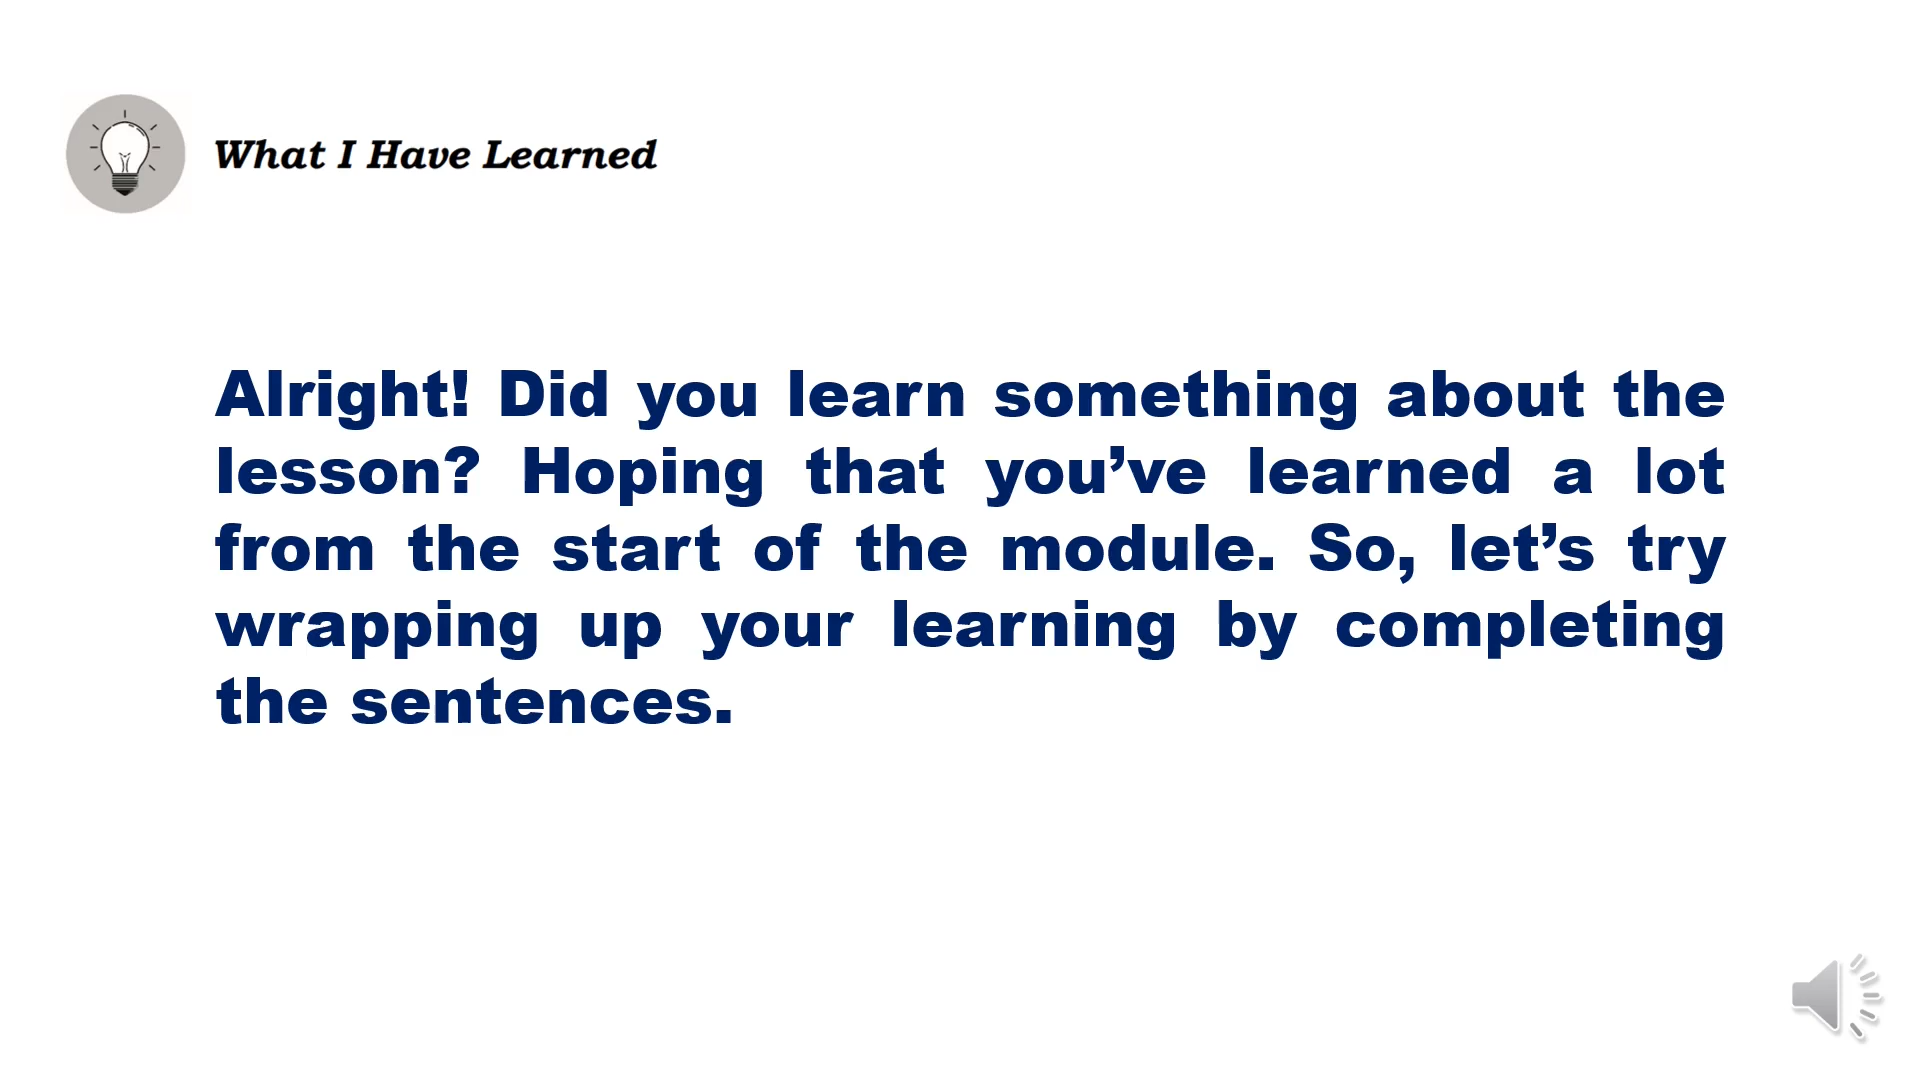 What I Have Learned
Alright! Did you learn something about the
lesson? Hoping that you’ve learned a lot
from the start of the module. So, let’s try
wrapping up your learning by completing
the sentences.